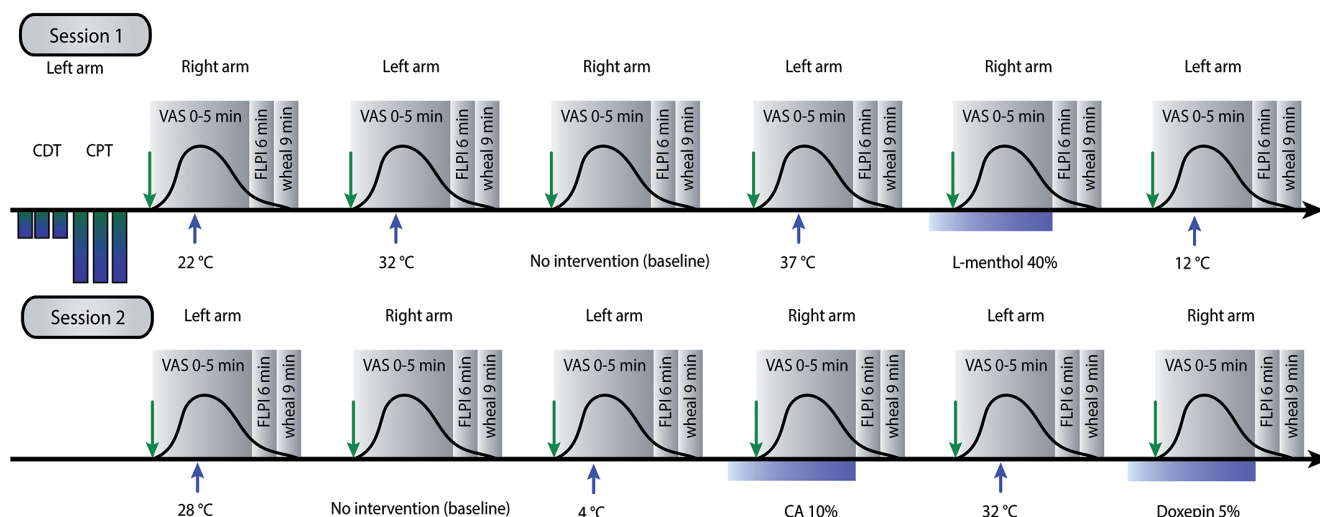 Session 1
Left arm
Right arm
Left arm
Right arm
Left arm
Right arm
Left arm
CDT
CPT
VAS 0-5 min
FLPI 6 min
wheal 9 min
VAS 0-5 min
FLPI 6 min
wheal 9 min
VAS 0-5 min
FLPI 6 min
wheal 9 min
VAS 0-5 min
FLPI 6 min
wheal 9 min
VAS 0-5 min
FLPI 6 min
wheal 9 min
VAS 0-5 min
FLPI 6 min
wheal 9 min
22 °C
32 °C
No intervention (baseline)
37 °C
L-menthol 40%
12 °C
Session 2
Left arm
Right arm
Left arm
Right arm
Left arm
Right arm
VAS 0-5 min
FLPI 6 min
wheal 9 min
VAS 0-5 min
FLPI 6 min
wheal 9 min
VAS 0-5 min
FLPI 6 min
wheal 9 min
VAS 0-5 min
FLPI 6 min
wheal 9 min
VAS 0-5 min
FLPI 6 min
wheal 9 min
VAS 0-5 min
FLPI 6 min
wheal 9 min
28 °C
No intervention (baseline)
4 °C
CA 10%
32 °C
Doxepin 5%